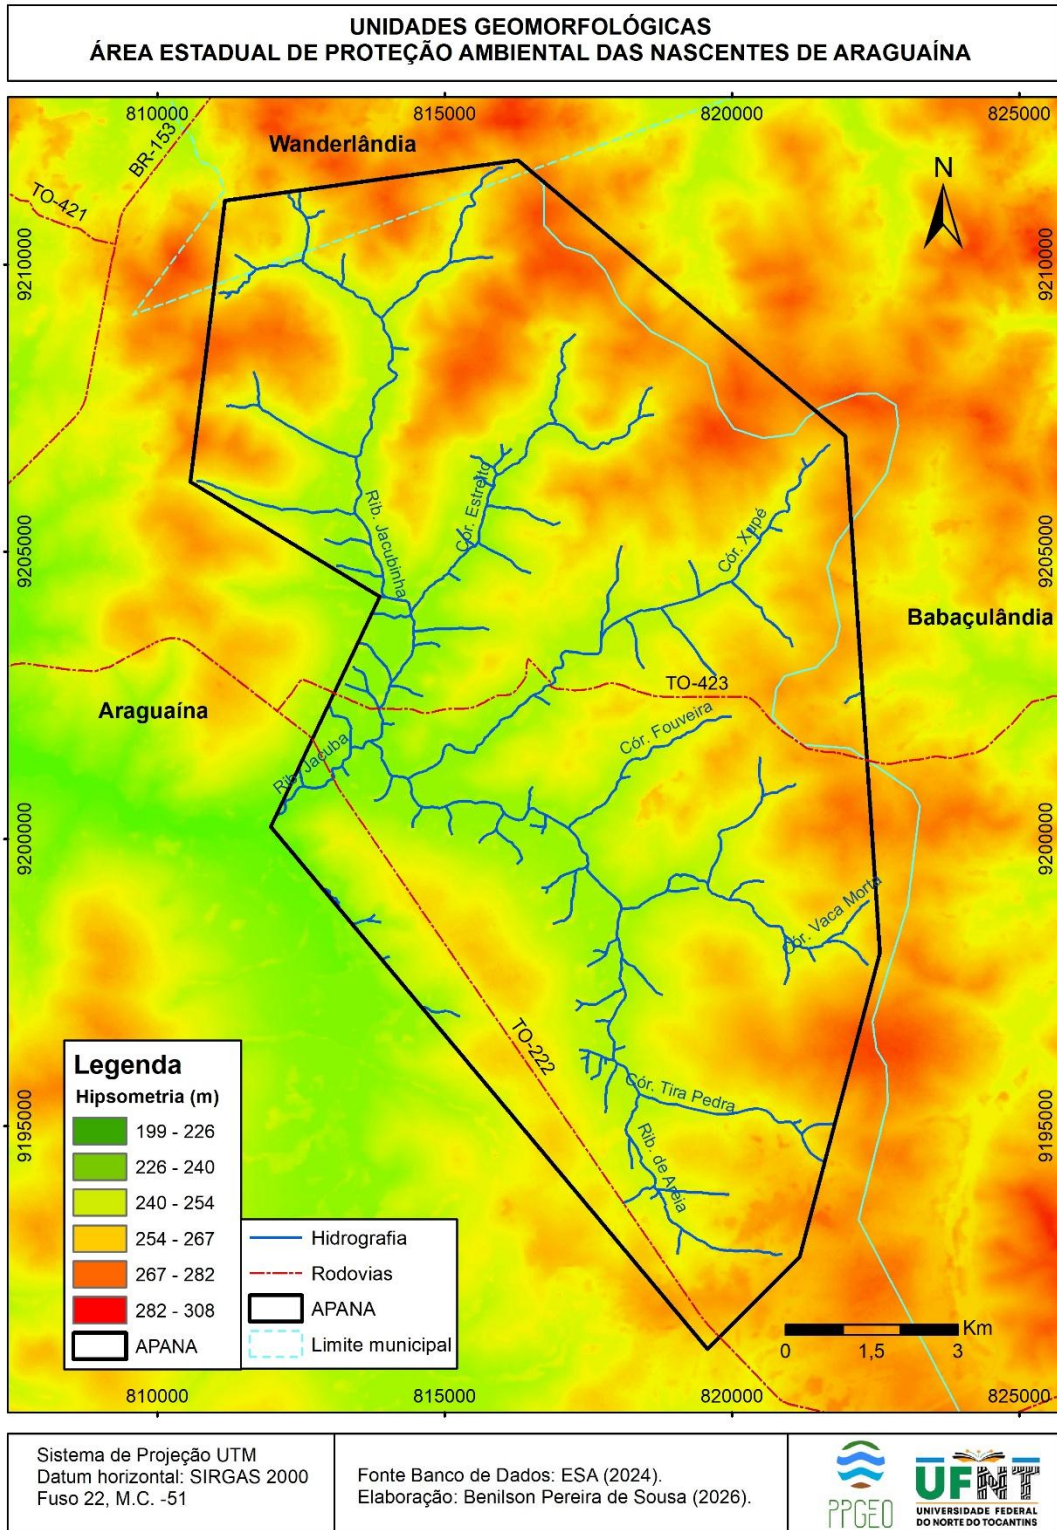 UNIDADES GEOMORFOLÓGICAS
ÁREA ESTADUAL DE PROTEÇÃO AMBIENTAL DAS NASCENTES DE ARAGUAÍNA
810000
815000
820000
825000
Wanderlândia
BR-153
TO-421
N
9210000
9210000
Cór. Estreito
Rib. Jacubinha
Cór. Xupé
9205000
9205000
Babaçulândia
TO-423
Araguaína
Cór. Fouveira
Rib. Jacuba
9200000
9200000
Cór. Vaca Morta
TO-222
Cór. Tira Pedra
9195000
9195000
Rib. de Areia
Legenda
Hipsometria (m)
199 - 226
226 - 240
240 - 254
254 - 267
267 - 282
282 - 308
APANA
Hidrografia
Rodovias
APANA
Limite municipal
Km
0 1,5 3
810000
815000
820000
825000
Sistema de Projeção UTM
Datum horizontal: SIRGAS 2000
Fuso 22, M.C. -51
Fonte Banco de Dados: ESA (2024).
Elaboração: Benilson Pereira de Sousa (2026).
PPGEO
UFNT
UNIVERSIDADE FEDERAL
DO NORTE DO TOCANTINS